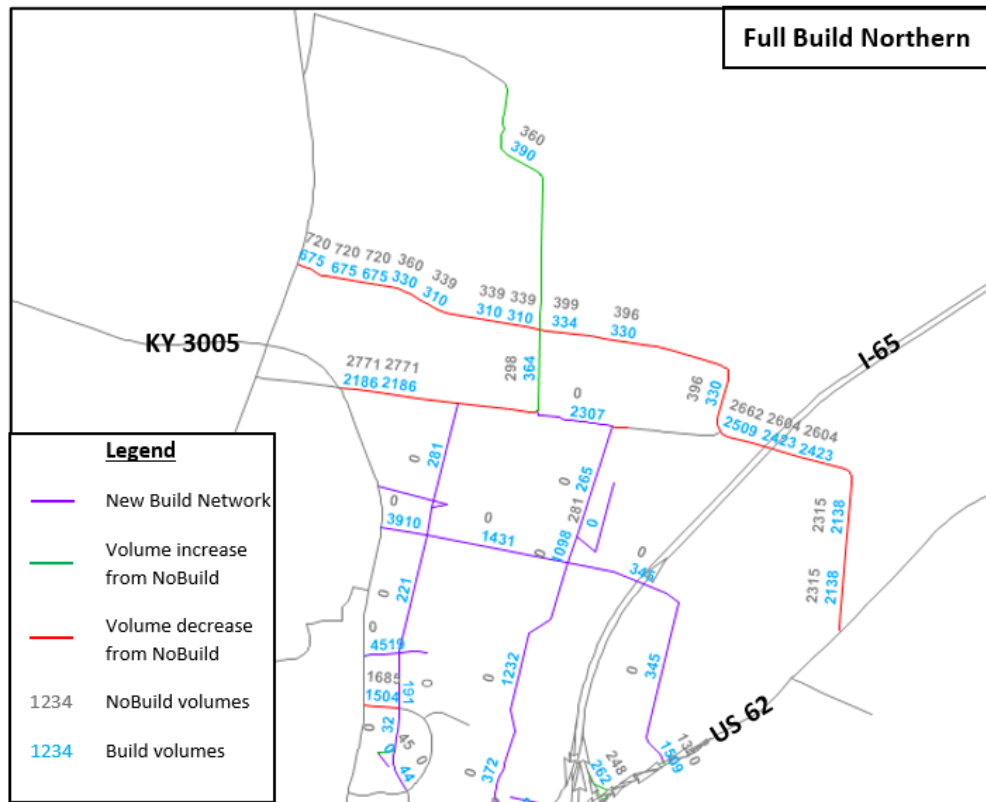 Full Build Northern
360
390
720 720 720 360 339
675 675 675 330 310
339 339 399 396
310 310 334 330
KY 3005
I-65
298 364
396 330
2771 2771
2186 2186
0
2307
2662 2604 2604
2509 2423 2423
0 281
0 265
2315 2138
281 0
0
3910
0
1431
0 1098
0
345
2315 2138
0 221
0
4519
0 1232
0 345
1685
1504
191 0
0 32
45 0
0
44
0 372
US 62
1340
1509
248
262
Legend
New Build Network
Volume increase
from NoBuild
Volume decrease
from NoBuild
1234 NoBuild volumes
1234 Build volumes